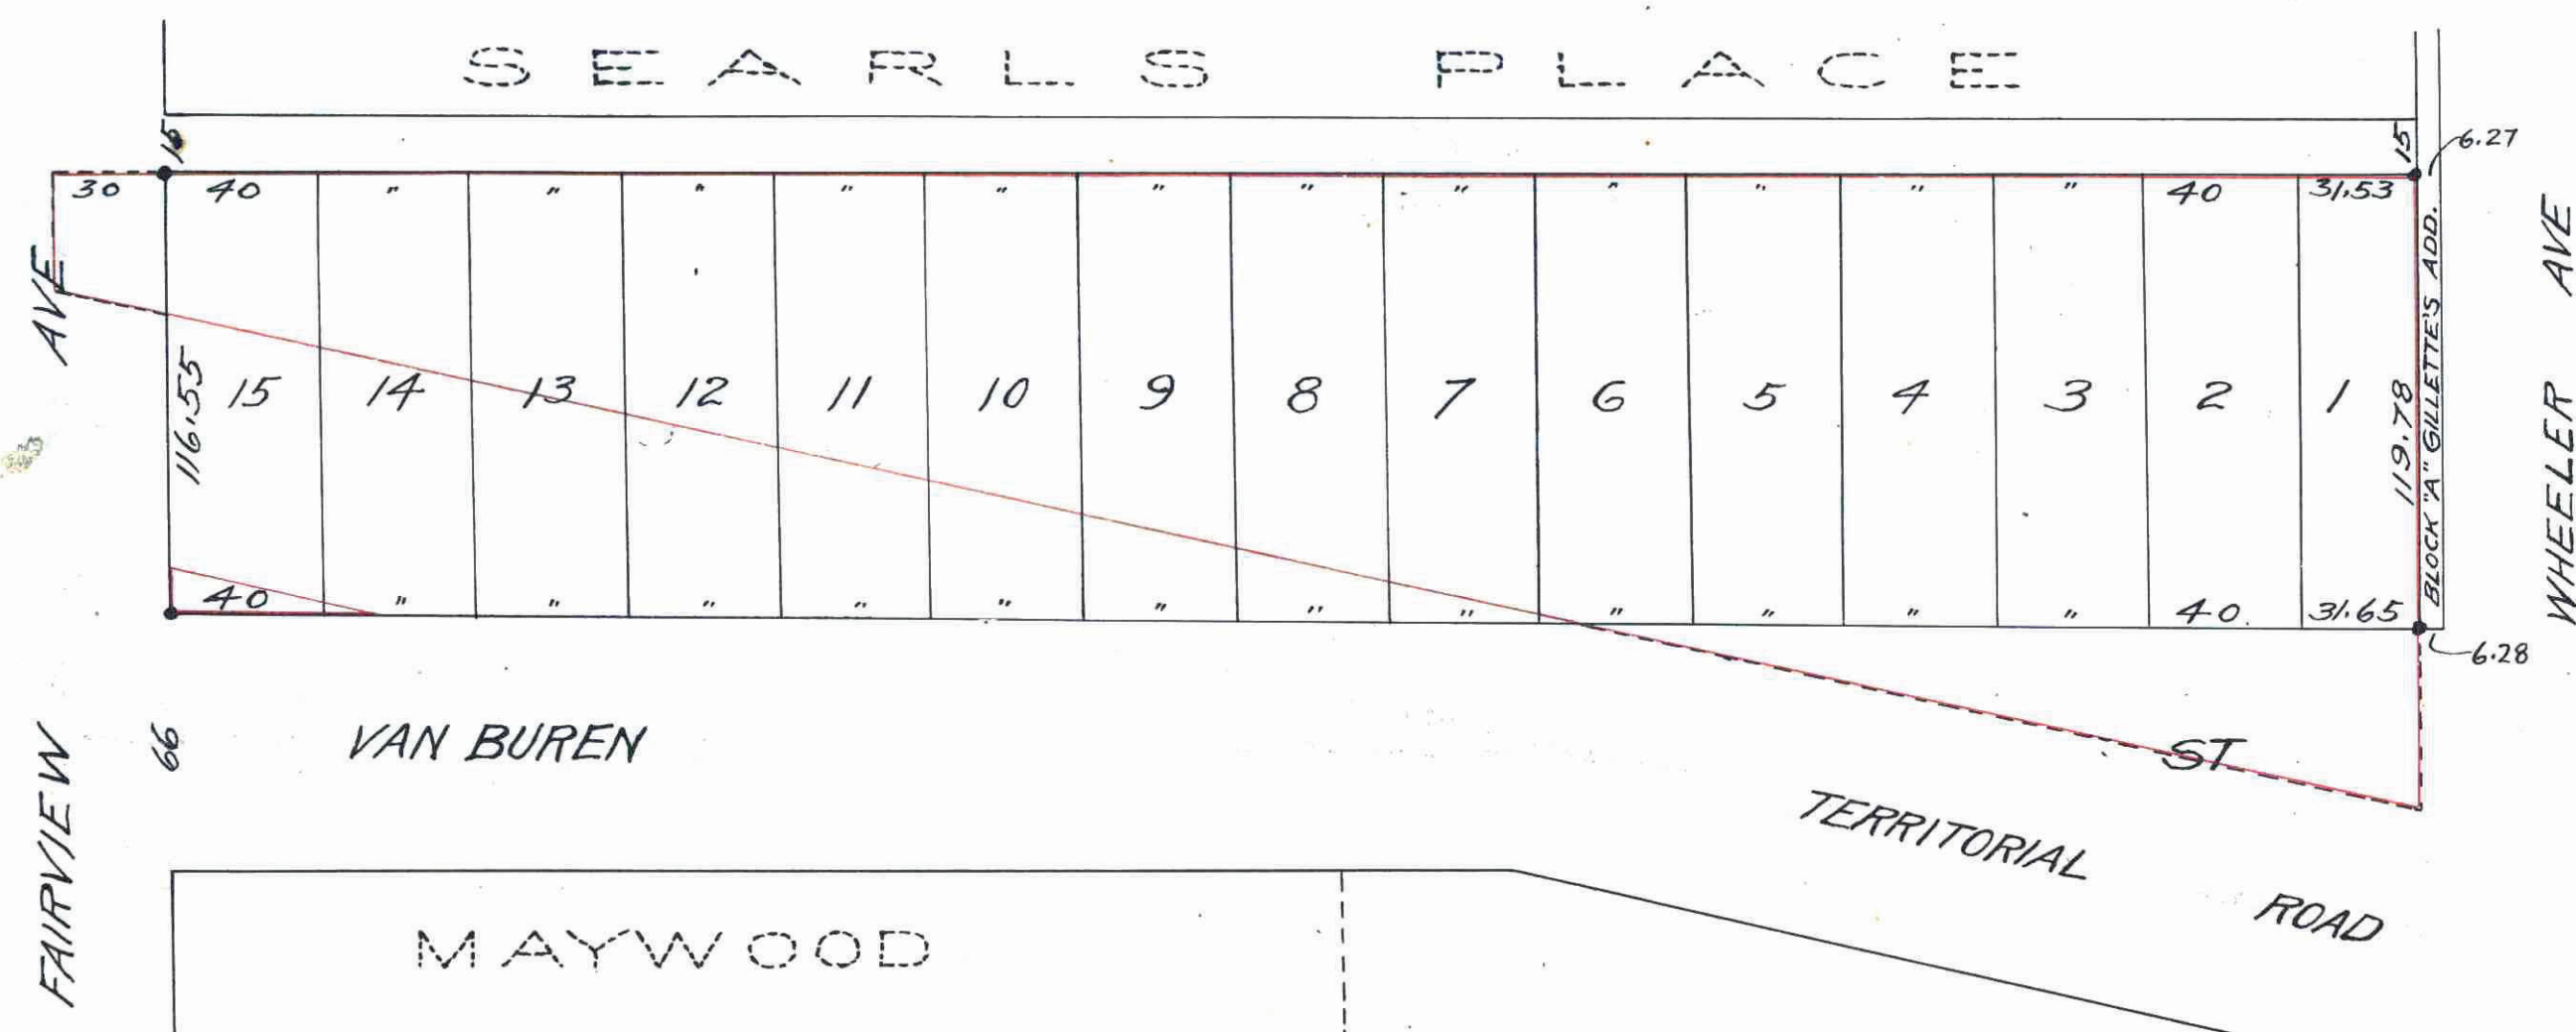 SEARLS PLACE
15 15 6.27
30 40 " " " " " " " " " " " " 40 31.53
AVE
116.55
15 14 13 12 11 10 9 8 7 6 5 4 3 2 1
119.78
BLOCK "A" GILLETTE'S ADD.
WHEELER AVE
40 " " " " " " " " " " " " 40. 31.65
6.28
FAIRVIEW
66
VAN BUREN ST
TERRITORIAL ROAD
MAYWOOD